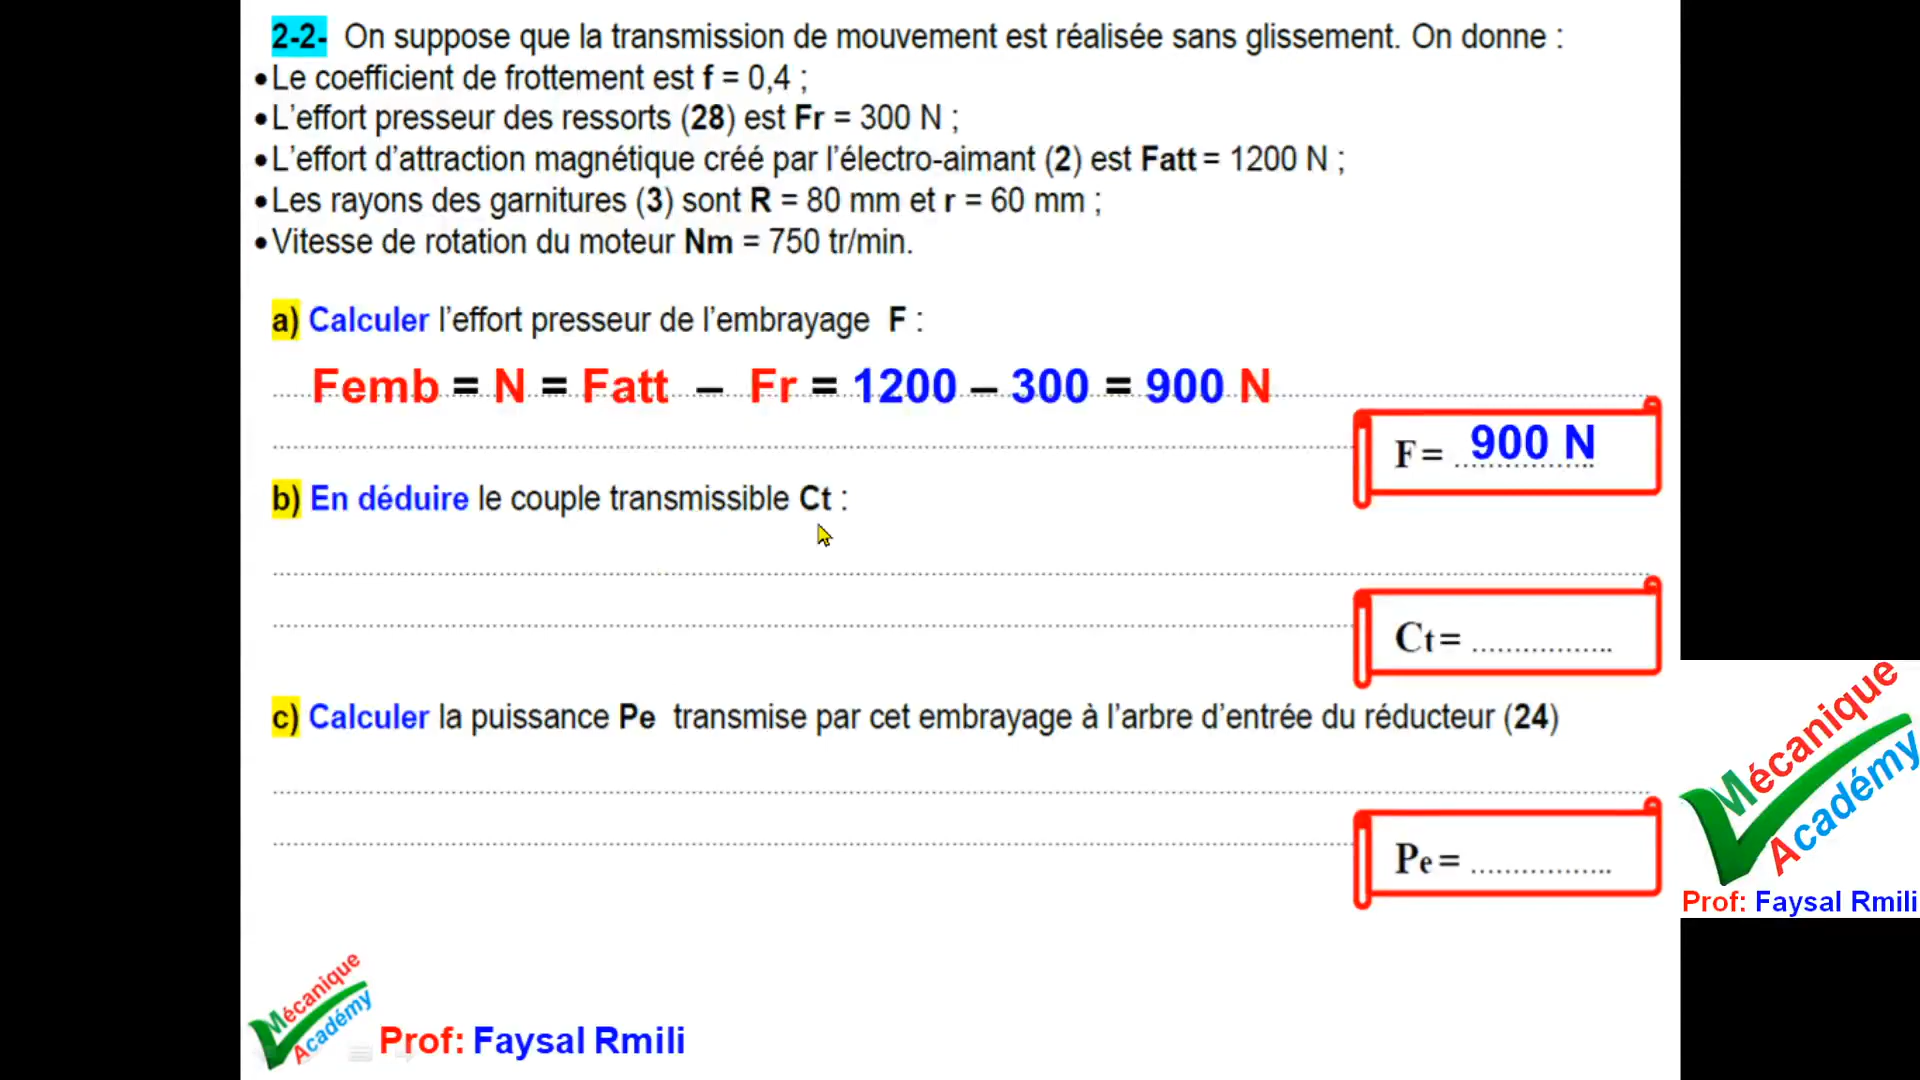 2-2- On suppose que la transmission de mouvement est réalisée sans glissement. On donne :
•Le coefficient de frottement est f = 0,4 ;
•L'effort presseur des ressorts (28) est Fr = 300 N ;
•L'effort d'attraction magnétique créé par l'électro-aimant (2) est Fatt = 1200 N ;
•Les rayons des garnitures (3) sont R = 80 mm et r = 60 mm ;
•Vitesse de rotation du moteur Nm = 750 tr/min.
a) Calculer l'effort presseur de l'embrayage F :
Femb = N = Fatt – Fr = 1200 – 300 = 900 N
F = 900 N
b) En déduire le couple transmissible Ct :
Ct = ..................
c) Calculer la puissance Pe transmise par cet embrayage à l'arbre d'entrée du réducteur (24)
Pe = ..................
Mécanique
Académy
Prof: Faysal Rmili
Mécanique
Académy
Prof: Faysal Rmili